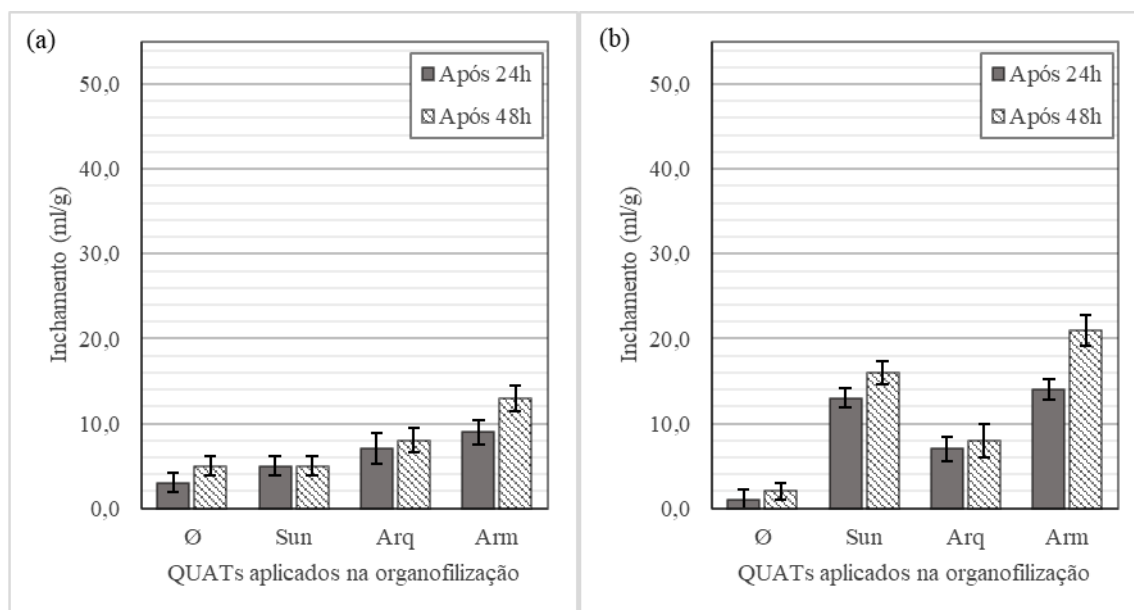 (a)
Inchamento (ml/g)
50,0
40,0
30,0
20,0
10,0
0,0
Após 24h
Após 48h
Ø Sun Arq Arm
QUATs aplicados na organofilização
(b)
Inchamento (ml/g)
50,0
40,0
30,0
20,0
10,0
0,0
Após 24h
Após 48h
Ø Sun Arq Arm
QUATs aplicados na organofilização